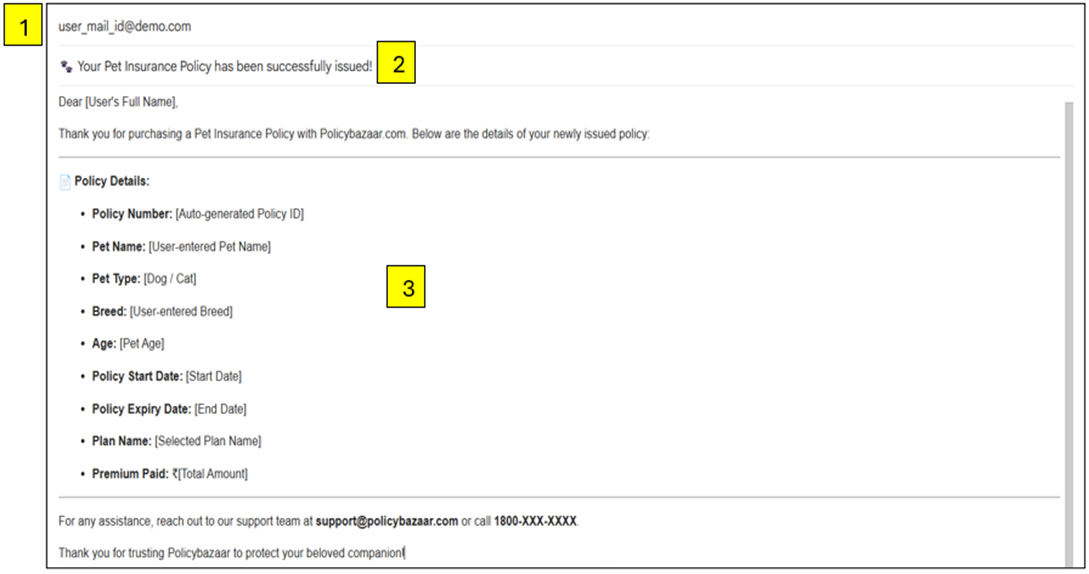 1
user_mail_id@demo.com
🐾 Your Pet Insurance Policy has been successfully issued! 2
Dear [User's Full Name],
Thank you for purchasing a Pet Insurance Policy with Policybazaar.com. Below are the details of your newly issued policy:
📄 Policy Details:
• Policy Number: [Auto-generated Policy ID]
• Pet Name: [User-entered Pet Name]
• Pet Type: [Dog / Cat]
3
• Breed: [User-entered Breed]
• Age: [Pet Age]
• Policy Start Date: [Start Date]
• Policy Expiry Date: [End Date]
• Plan Name: [Selected Plan Name]
• Premium Paid: ₹[Total Amount]
For any assistance, reach out to our support team at support@policybazaar.com or call 1800-XXX-XXXX.
Thank you for trusting Policybazaar to protect your beloved companion!